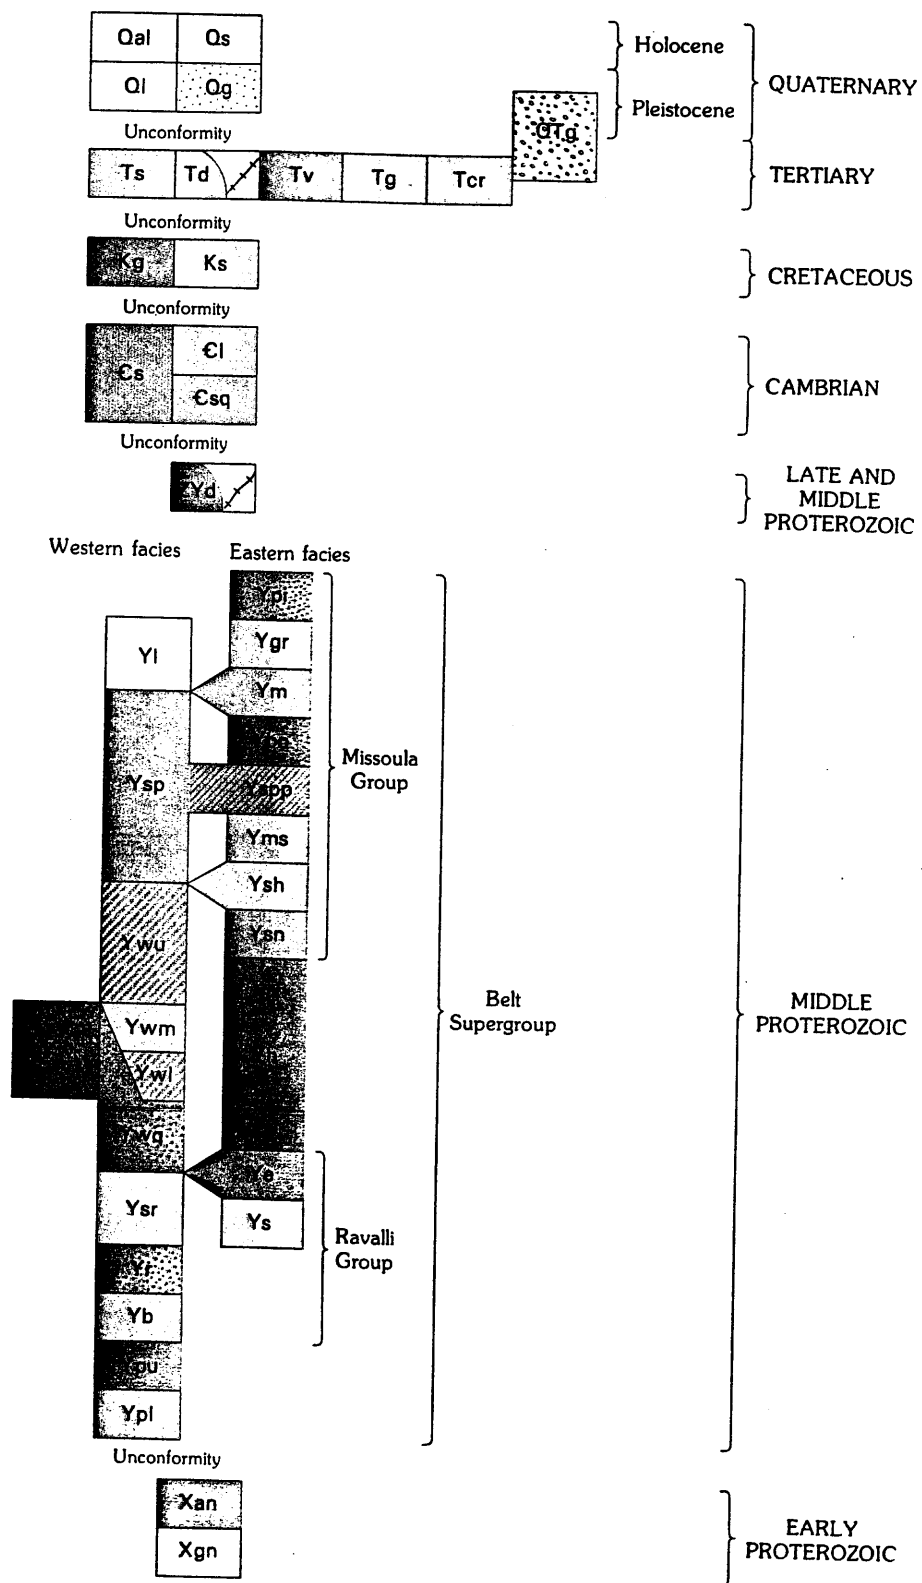 Qal Qs
Holocene
Ql Qg
QUATERNARY
Pleistocene
QTg
Unconformity
Ts Td Tv Tg Tcr
TERTIARY
Unconformity
Kg Ks
CRETACEOUS
Unconformity
Єs Єl
Єsq
CAMBRIAN
Unconformity
ZYd
LATE AND
MIDDLE
PROTEROZOIC
Western facies Eastern facies
Ypi
Yl
Ygr
Ym
Missoula
Group
Ysp
Yspp
Yms
Ysh
Ysn
Ywu
Belt
Supergroup
MIDDLE
PROTEROZOIC
Ywm
Ywl
Ywg
Ye
Ysr
Ys
Ravalli
Group
Yr
Yb
Ypl
Unconformity
Xan
Xgn
EARLY
PROTEROZOIC